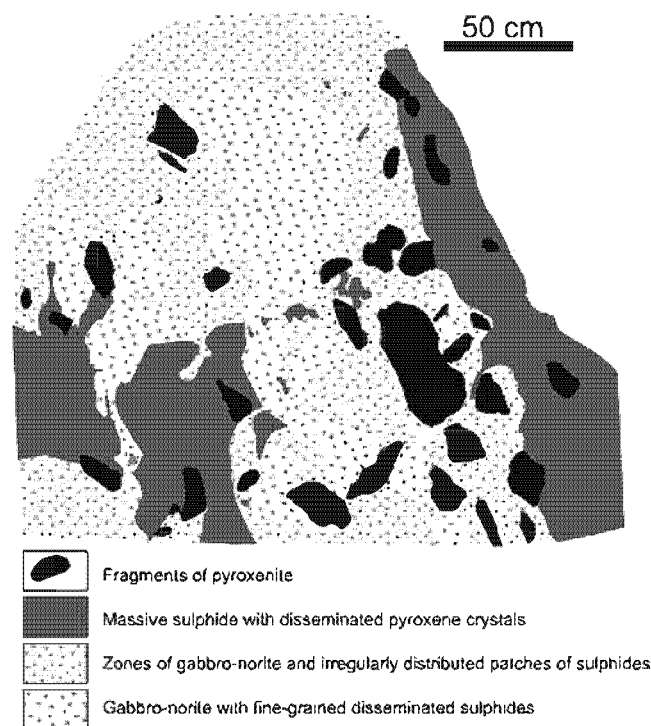 50 cm
Fragments of pyroxenite
Massive sulphide with disseminated pyroxene crystals
Zones of gabbro-norite and irregularly distributed patches of sulphides
Gabbro-norite with fine-grained disseminated sulphides